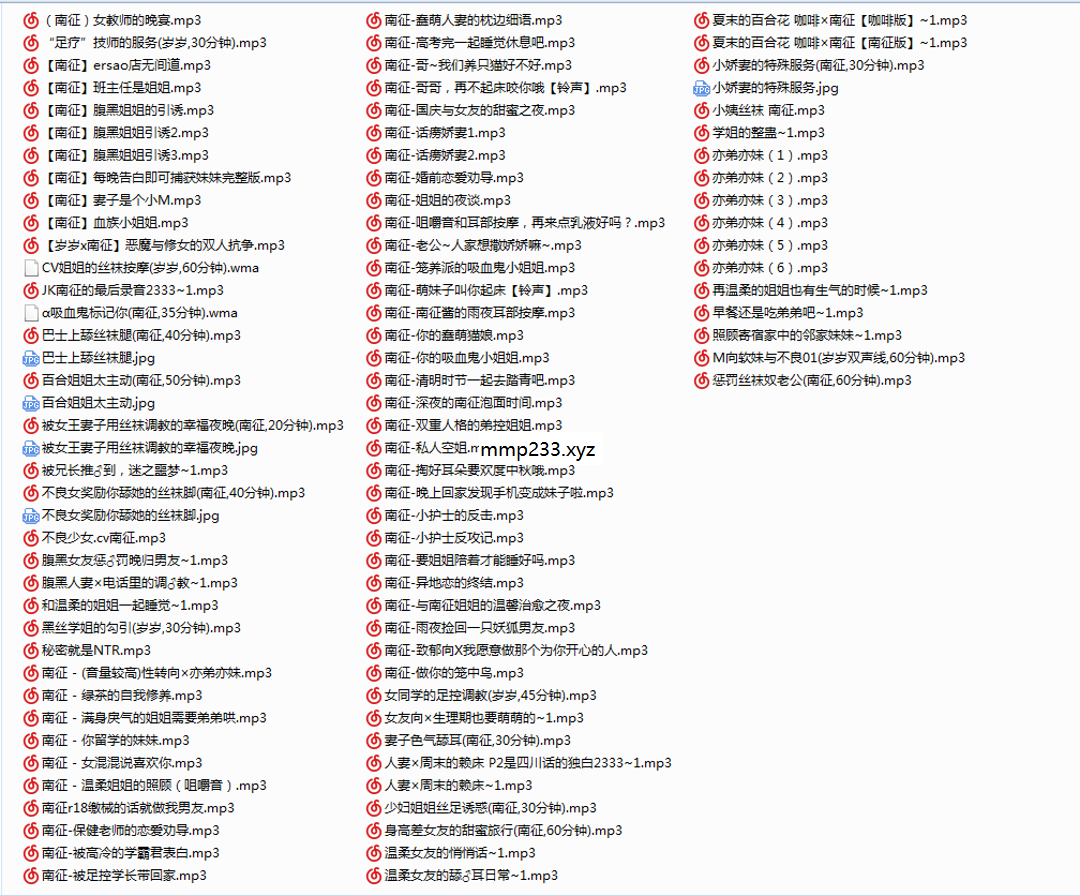 （南征）女教师的晚宴.mp3
“足疗”技师的服务(岁岁,30分钟).mp3
【南征】ersao店无间道.mp3
【南征】班主任是姐姐.mp3
【南征】腹黑姐姐的引诱.mp3
【南征】腹黑姐姐引诱2.mp3
【南征】腹黑姐姐引诱3.mp3
【南征】每晚告白即可捕获妹妹完整版.mp3
【南征】妻子是个小M.mp3
【南征】血族小姐姐.mp3
【岁岁x南征】恶魔与修女的双人抗争.mp3
CV姐姐的丝袜按摩(岁岁,60分钟).wma
JK南征的最后录音2333~1.mp3
α吸血鬼标记你(南征,35分钟).wma
巴士上舔丝袜腿(南征,40分钟).mp3
巴士上舔丝袜腿.jpg
百合姐姐太主动(南征,50分钟).mp3
百合姐姐太主动.jpg
被女王妻子用丝袜调教的幸福夜晚(南征,20分钟).mp3
被女王妻子用丝袜调教的幸福夜晚.jpg
被兄长推♂到，迷之噩梦~1.mp3
不良女奖励你舔她的丝袜脚(南征,40分钟).mp3
不良女奖励你舔她的丝袜脚.jpg
不良少女.cv南征.mp3
腹黑女友惩♂罚晚归男友~1.mp3
腹黑人妻×电话里的调♂教~1.mp3
和温柔的姐姐一起睡觉~1.mp3
黑丝学姐的勾引(岁岁,30分钟).mp3
秘密就是NTR.mp3
南征 - (音量较高)性转向×亦弟亦妹.mp3
南征 - 绿茶的自我修养.mp3
南征 - 满身戾气的姐姐需要弟弟哄.mp3
南征 - 你留学的妹妹.mp3
南征 - 女混混说喜欢你.mp3
南征 - 温柔姐姐的照顾（咀嚼音）.mp3
南征r18缴械的话就做我男友.mp3
南征-保健老师的恋爱劝导.mp3
南征-被高冷的学霸君表白.mp3
南征-被足控学长带回家.mp3
南征-蠢萌人妻的枕边细语.mp3
南征-高考完一起睡觉休息吧.mp3
南征-哥~我们养只猫好不好.mp3
南征-哥哥，再不起床咬你哦【铃声】.mp3
南征-国庆与女友的甜蜜之夜.mp3
南征-话痨娇妻1.mp3
南征-话痨娇妻2.mp3
南征-婚前恋爱劝导.mp3
南征-姐姐的夜谈.mp3
南征-咀嚼音和耳部按摩，再来点乳液好吗？.mp3
南征-老公~人家想撒娇娇嘛~.mp3
南征-笼养派的吸血鬼小姐姐.mp3
南征-萌妹子叫你起床【铃声】.mp3
南征-南征酱的雨夜耳部按摩.mp3
南征-你的蠢萌猫娘.mp3
南征-你的吸血鬼小姐姐.mp3
南征-清明时节一起去踏青吧.mp3
南征-深夜的南征泡面时间.mp3
南征-双重人格的弟控姐姐.mp3
南征-私人空姐.m
mmp233.xyz
南征-掏好耳朵要欢度中秋哦.mp3
南征-晚上回家发现手机变成妹子啦.mp3
南征-小护士的反击.mp3
南征-小护士反攻记.mp3
南征-要姐姐陪着才能睡好吗.mp3
南征-异地恋的终结.mp3
南征-与南征姐姐的温馨治愈之夜.mp3
南征-雨夜捡回一只妖狐男友.mp3
南征-致郁向X我愿意做那个为你开心的人.mp3
南征-做你的笼中鸟.mp3
女同学的足控调教(岁岁,45分钟).mp3
女友向×生理期也要萌萌的~1.mp3
妻子色气舔耳(南征,30分钟).mp3
人妻×周末的赖床 P2是四川话的独白2333~1.mp3
人妻×周末的赖床~1.mp3
少妇姐姐丝足诱惑(南征,30分钟).mp3
身高差女友的甜蜜旅行(南征,60分钟).mp3
温柔女友的悄悄话~1.mp3
温柔女友的舔♂耳日常~1.mp3
夏末的百合花 咖啡×南征【咖啡版】~1.mp3
夏末的百合花 咖啡×南征【南征版】~1.mp3
小娇妻的特殊服务(南征,30分钟).mp3
小娇妻的特殊服务.jpg
小姨丝袜 南征.mp3
学姐的整蛊~1.mp3
亦弟亦妹（1）.mp3
亦弟亦妹（2）.mp3
亦弟亦妹（3）.mp3
亦弟亦妹（4）.mp3
亦弟亦妹（5）.mp3
亦弟亦妹（6）.mp3
再温柔的姐姐也有生气的时候~1.mp3
早餐还是吃弟弟吧~1.mp3
照顾寄宿家中的邻家妹妹~1.mp3
M向软妹与不良01(岁岁双声线,60分钟).mp3
惩罚丝袜奴老公(南征,60分钟).mp3